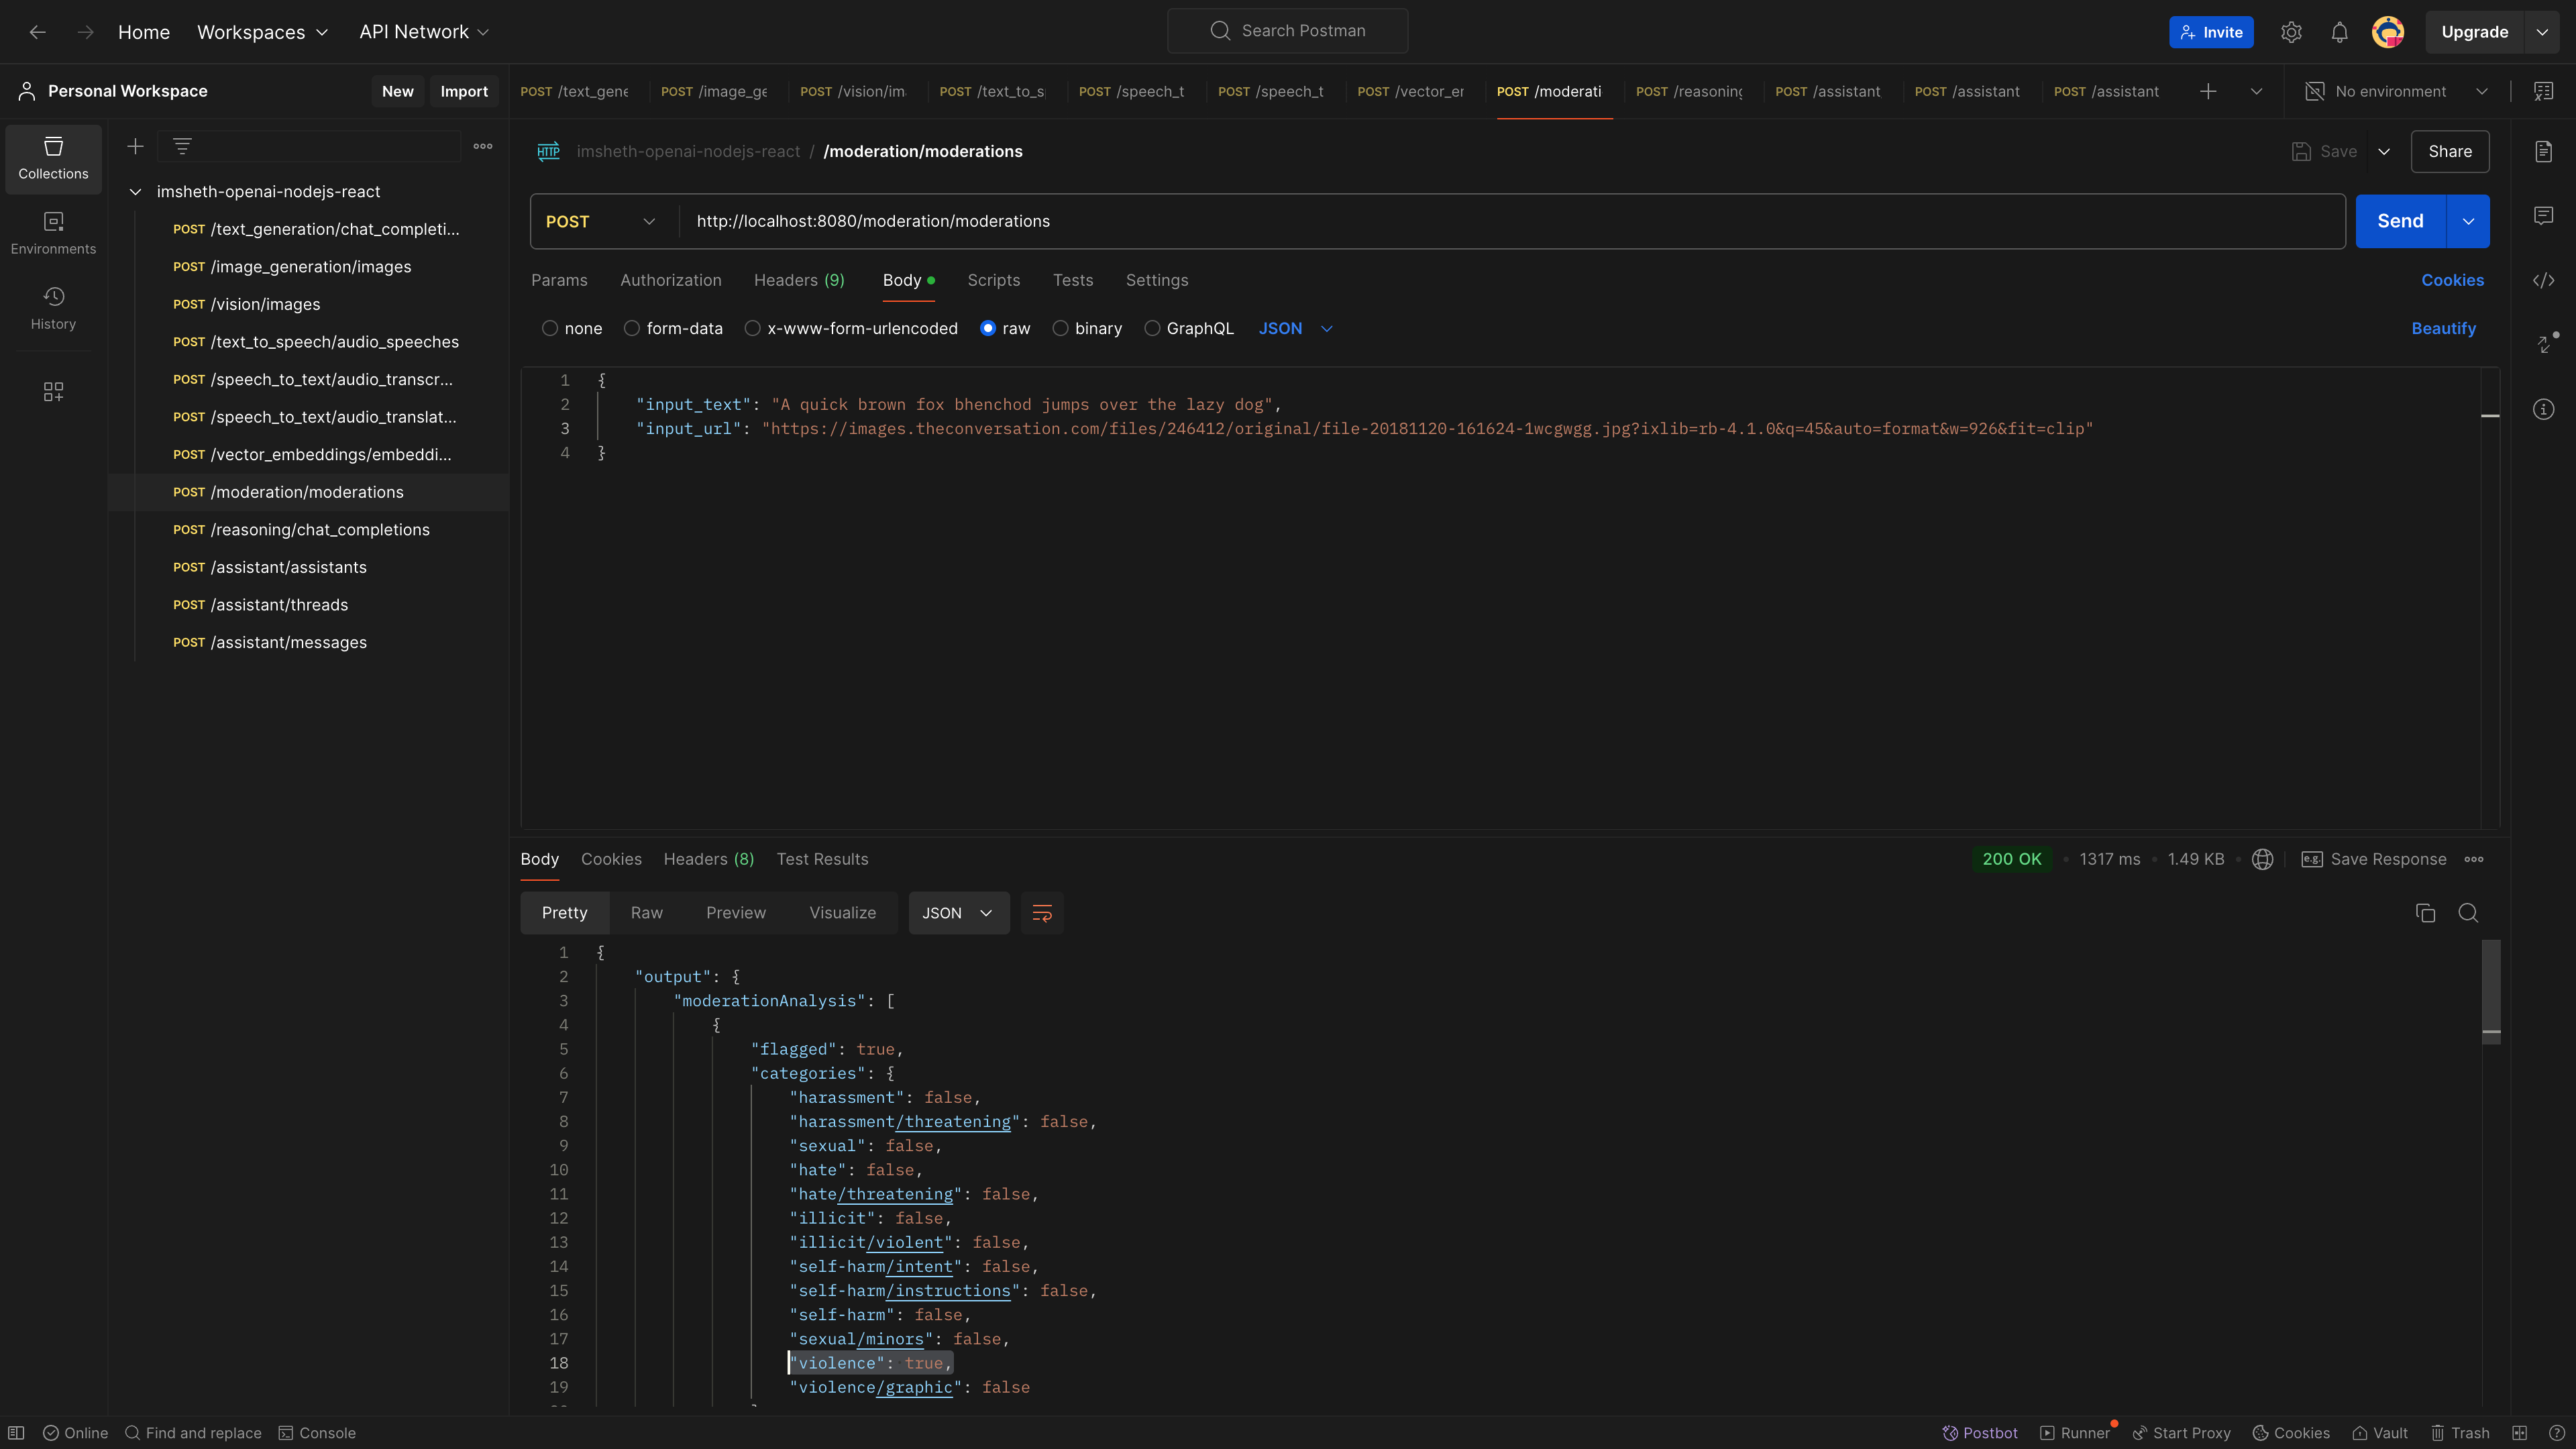 Home Workspaces API Network Search Postman Invite Upgrade
Personal Workspace New Import POST /text_gene POST /image_ge POST /vision/im POST /text_to_s POST /speech_t POST /speech_t POST /vector_er POST /moderati POST /reasoning POST /assistant POST /assistant POST /assistant No environment
Collections
Environments
History
imsheth-openai-nodejs-react
POST /text_generation/chat_completi...
POST /image_generation/images
POST /vision/images
POST /text_to_speech/audio_speeches
POST /speech_to_text/audio_transcr...
POST /speech_to_text/audio_translat...
POST /vector_embeddings/embeddi...
POST /moderation/moderations
POST /reasoning/chat_completions
POST /assistant/assistants
POST /assistant/threads
POST /assistant/messages
HTTP imsheth-openai-nodejs-react / /moderation/moderations Save Share
POST http://localhost:8080/moderation/moderations Send
Params Authorization Headers (9) Body Scripts Tests Settings Cookies
none form-data x-www-form-urlencoded raw binary GraphQL JSON Beautify
1 {
2 "input_text": "A quick brown fox bhenchod jumps over the lazy dog",
3 "input_url": "https://images.theconversation.com/files/246412/original/file-20181120-161624-1wcgwgg.jpg?ixlib=rb-4.1.0&q=45&auto=format&w=926&fit=clip"
4 }
Body Cookies Headers (8) Test Results 200 OK 1317 ms 1.49 KB e.g. Save Response
Pretty Raw Preview Visualize JSON
1 {
2 "output": {
3 "moderationAnalysis": [
4 {
5 "flagged": true,
6 "categories": {
7 "harassment": false,
8 "harassment/threatening": false,
9 "sexual": false,
10 "hate": false,
11 "hate/threatening": false,
12 "illicit": false,
13 "illicit/violent": false,
14 "self-harm/intent": false,
15 "self-harm/instructions": false,
16 "self-harm": false,
17 "sexual/minors": false,
18 "violence": true,
19 "violence/graphic": false
Online Find and replace Console Postbot Runner Start Proxy Cookies Vault Trash